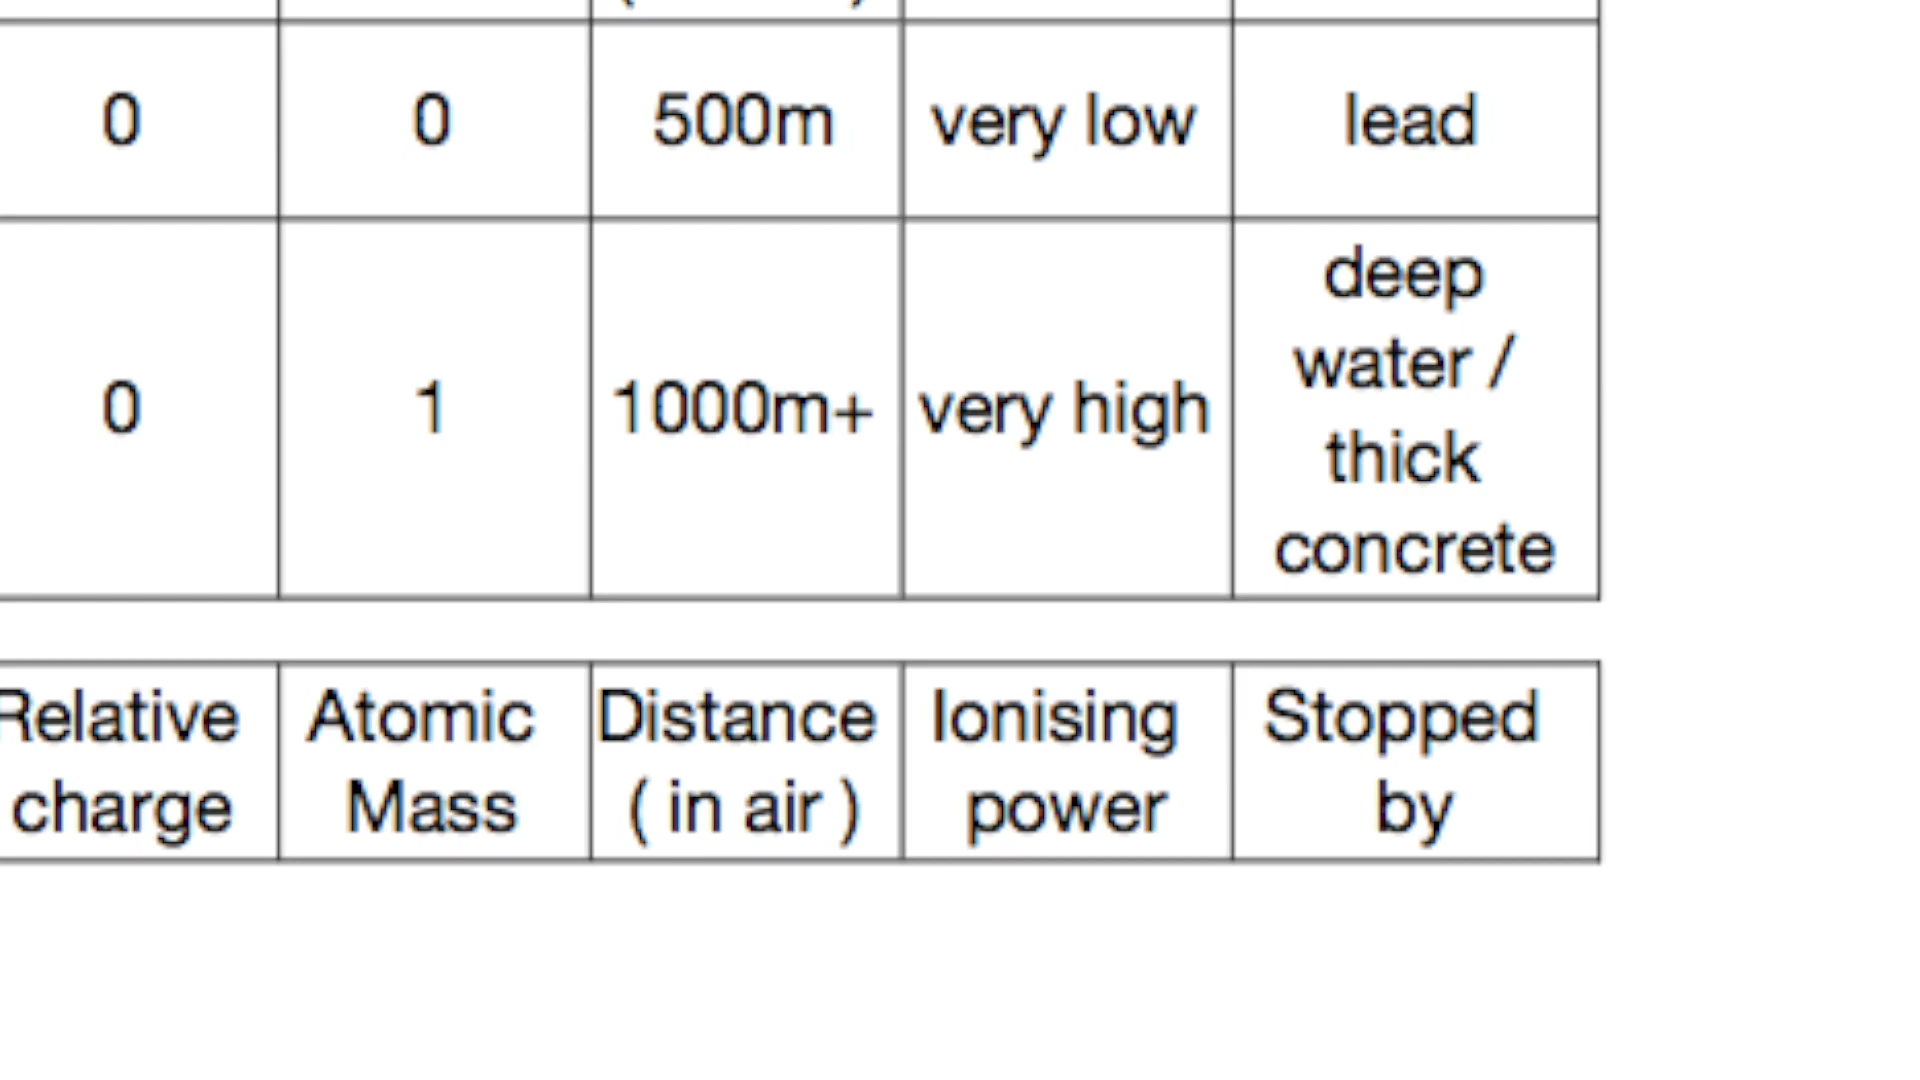 0 0 500m very low lead
deep
water /
0 1 1000m+ very high
thick
concrete
Relative Atomic Distance Ionising Stopped
charge Mass ( in air ) power by